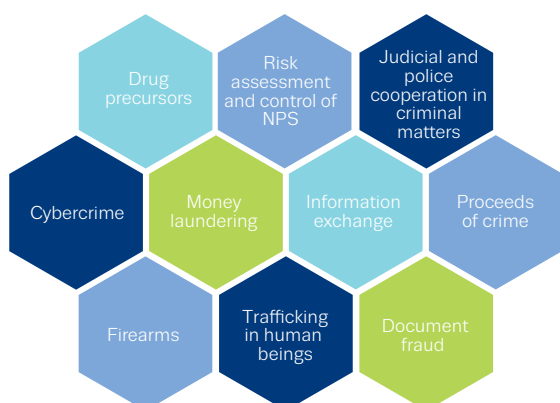 Drug
precursors
Risk
assessment
and control of
NPS
Judicial and
police
cooperation in
criminal
matters
Cybercrime
Money
laundering
Information
exchange
Proceeds
of crime
Firearms
Trafficking
in human
beings
Document
fraud